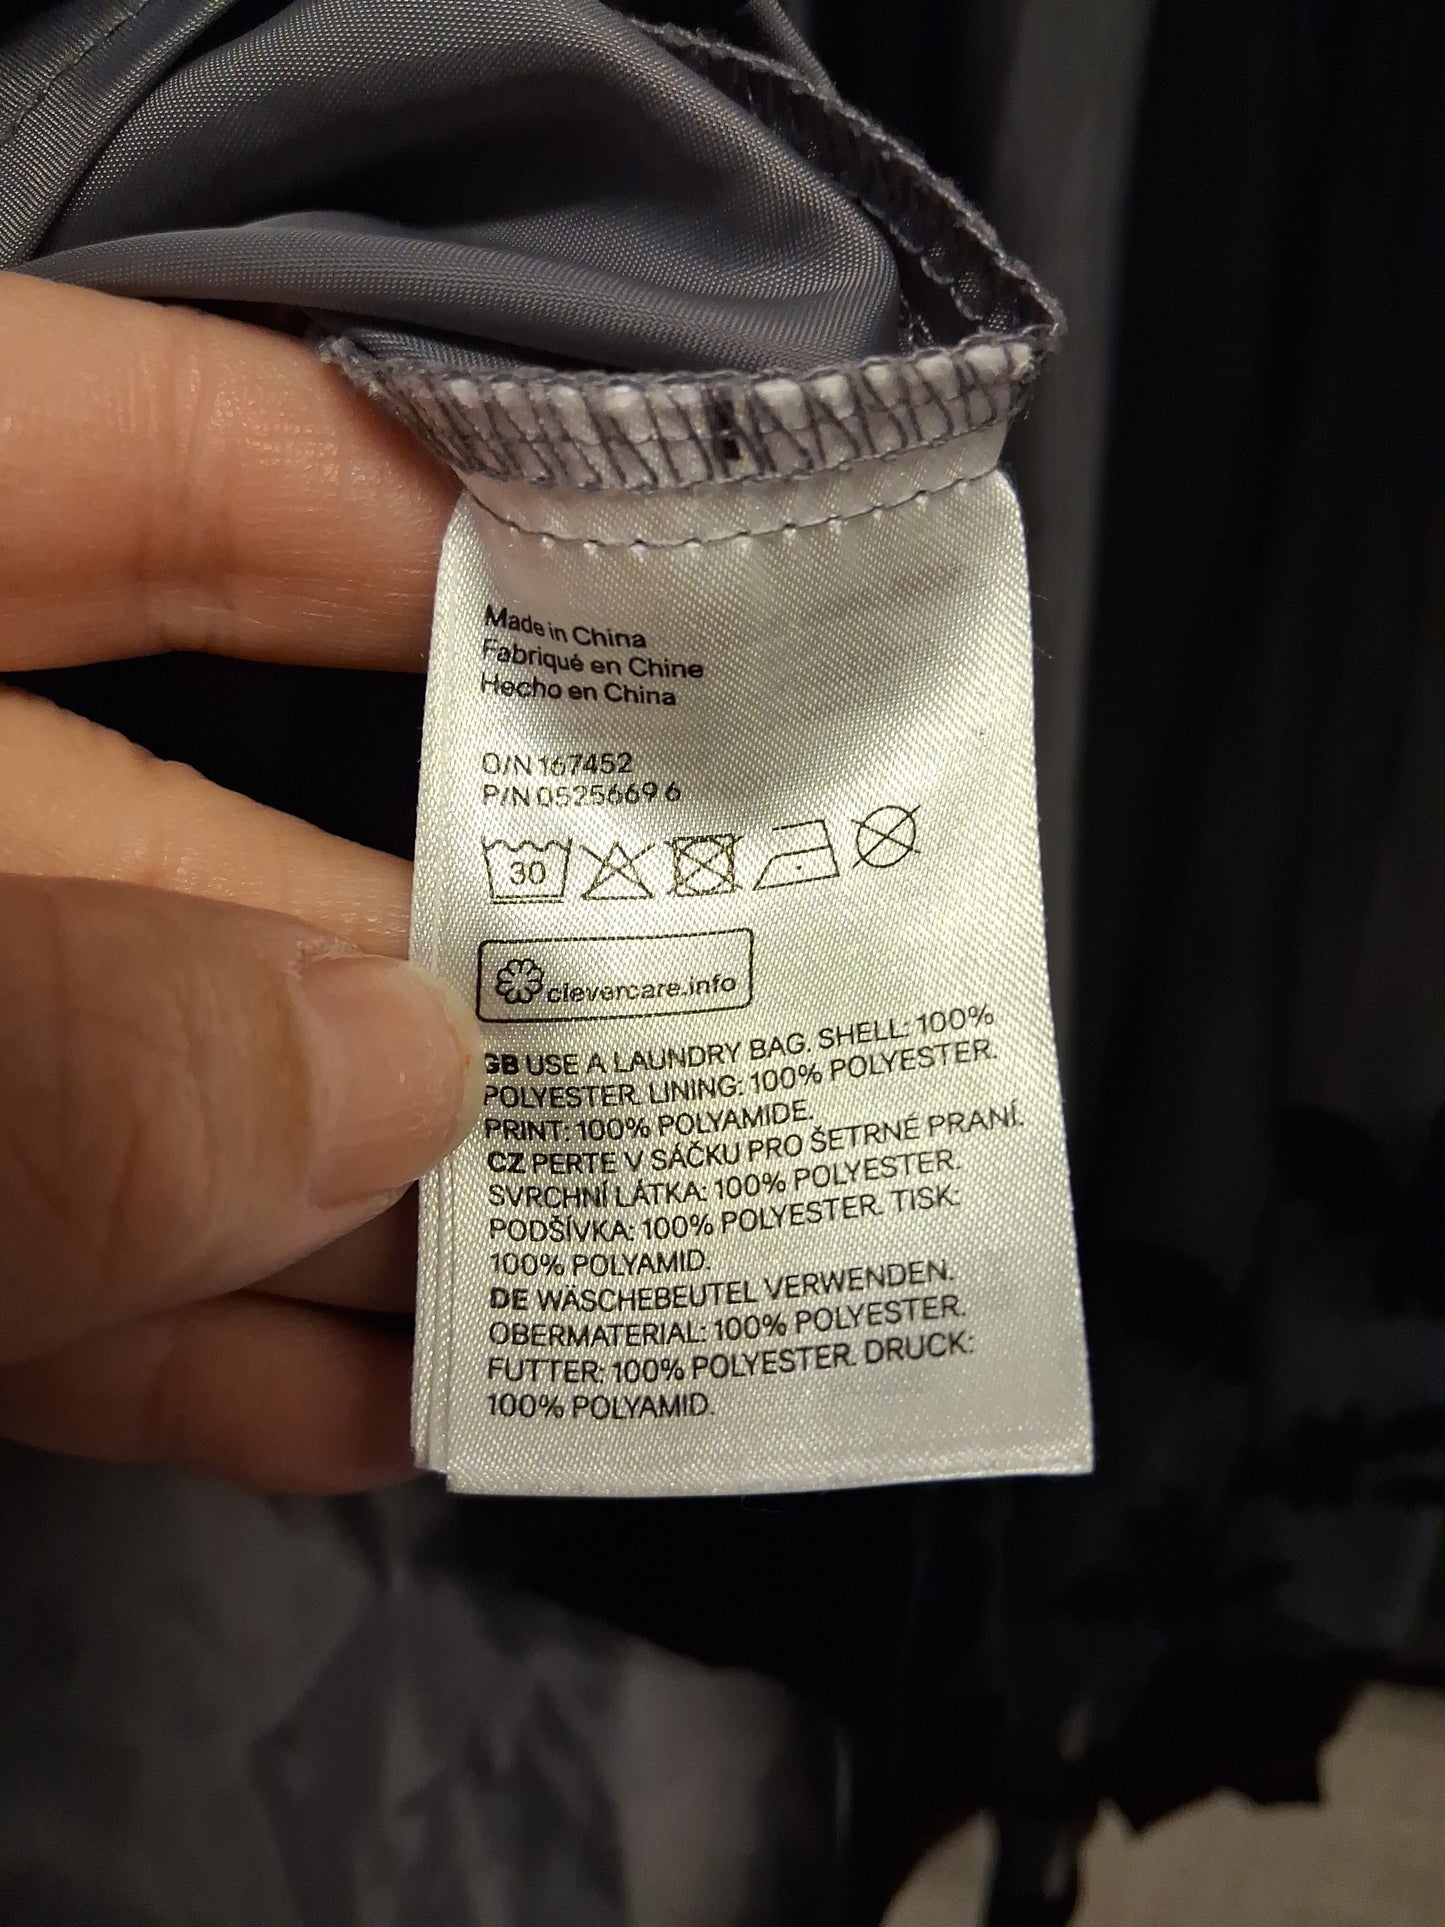 Made in China
Fabriqué en Chine
Hecho en China
O/N 167452
P/N 0525669 6
30
clevercare.info
GB USE A LAUNDRY BAG. SHELL: 100%
POLYESTER. LINING: 100% POLYESTER.
PRINT: 100% POLYAMIDE.
CZ PERTE V SÁČKU PRO ŠETRNÉ PRANÍ.
SVRCHNÍ LÁTKA: 100% POLYESTER.
PODŠÍVKA: 100% POLYESTER. TISK:
100% POLYAMID.
DE WÄSCHEBEUTEL VERWENDEN.
OBERMATERIAL: 100% POLYESTER.
FUTTER: 100% POLYESTER. DRUCK:
100% POLYAMID.